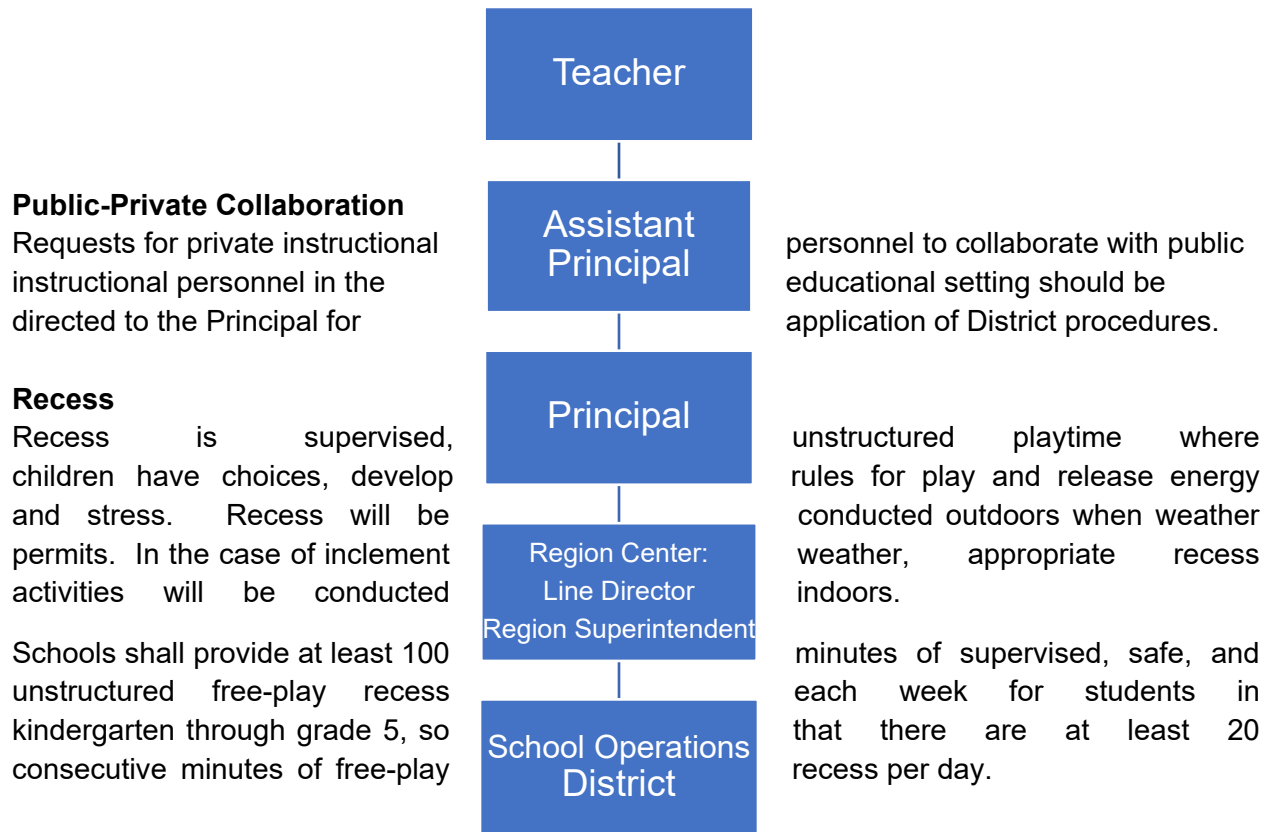 Teacher
Assistant
Principal
Principal
Region Center:
Line Director
Region Superintendent
School Operations
District
Public-Private Collaboration
Requests for private instructional personnel to collaborate with public
instructional personnel in the educational setting should be
directed to the Principal for application of District procedures.
Recess
Recess is supervised, unstructured playtime where
children have choices, develop rules for play and release energy
and stress. Recess will be conducted outdoors when weather
permits. In the case of inclement weather, appropriate recess
activities will be conducted indoors.
Schools shall provide at least 100 minutes of supervised, safe, and
unstructured free-play recess each week for students in
kindergarten through grade 5, so that there are at least 20
consecutive minutes of free-play recess per day.